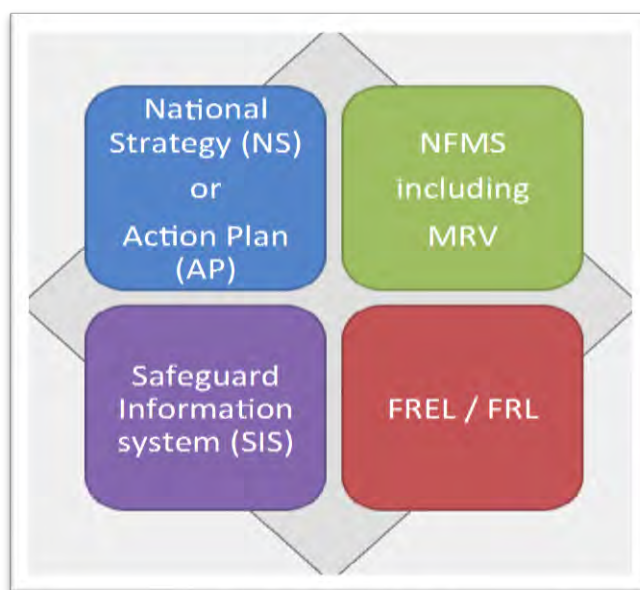 National
Strategy (NS)
or
Action Plan
(AP)
NFMS
including
MRV
Safeguard
Information
system (SIS)
FREL / FRL